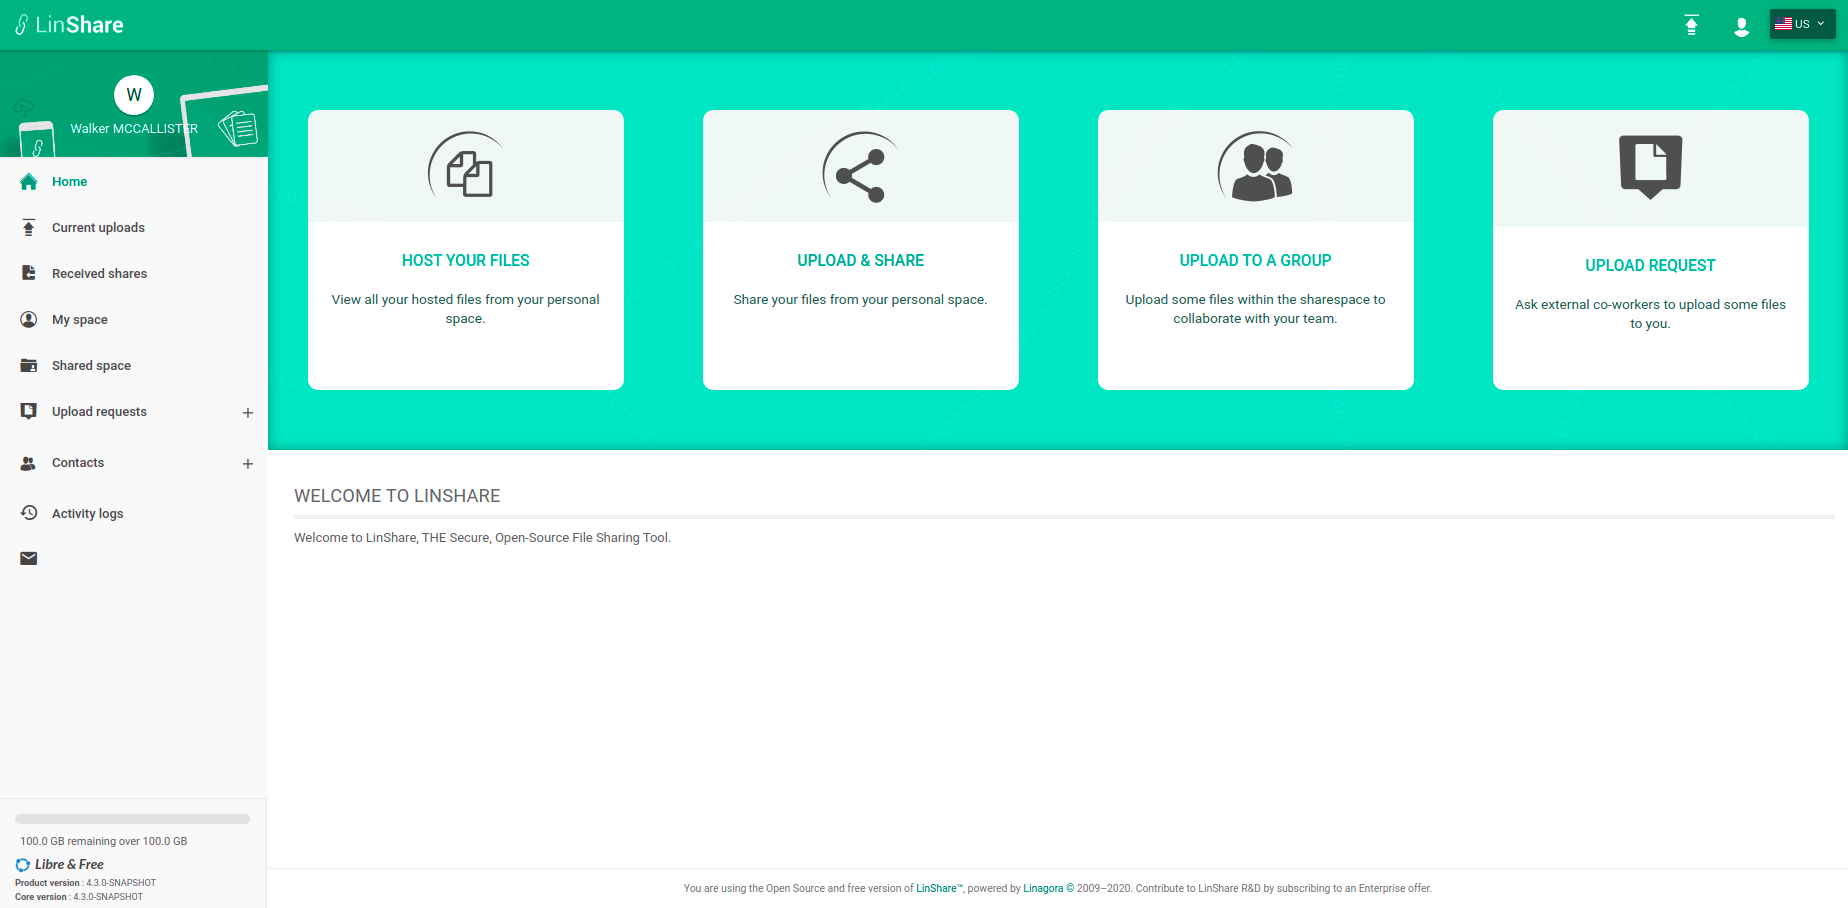 LinShare
US
W
Walker MCCALLISTER
Home
Current uploads
Received shares
My space
Shared space
Upload requests
Contacts
Activity logs
100.0 GB remaining over 100.0 GB
Libre & Free
Product version : 4.3.0-SNAPSHOT
Core version : 4.3.0-SNAPSHOT
HOST YOUR FILES
View all your hosted files from your personal
space.
UPLOAD & SHARE
Share your files from your personal space.
UPLOAD TO A GROUP
Upload some files within the sharespace to
collaborate with your team.
UPLOAD REQUEST
Ask external co-workers to upload some files
to you.
WELCOME TO LINSHARE
Welcome to LinShare, THE Secure, Open-Source File Sharing Tool.
You are using the Open Source and free version of LinShare™, powered by Linagora © 2009–2020. Contribute to LinShare R&D by subscribing to an Enterprise offer.